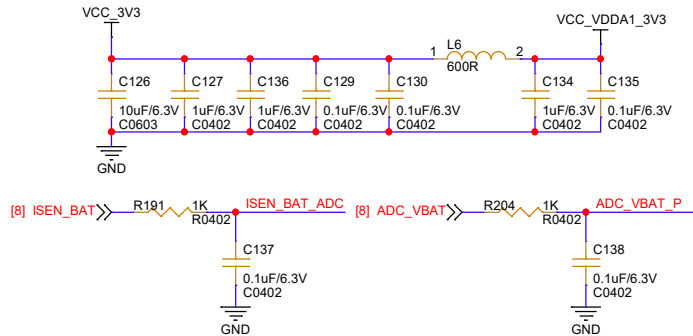 VCC_3V3
VCC_VDDA1_3V3
1 L6 2
600R
C126 C127 C136 C129 C130 C134 C135
10uF/6.3V 1uF/6.3V 1uF/6.3V 0.1uF/6.3V 0.1uF/6.3V 1uF/6.3V 0.1uF/6.3V
C0603 C0402 C0402 C0402 C0402 C0402 C0402
GND
[8] ISEN_BAT R191 1K ISEN_BAT_ADC [8] ADC_VBAT R204 1K ADC_VBAT_P
R0402 R0402
C137 C138
0.1uF/6.3V 0.1uF/6.3V
C0402 C0402
GND GND